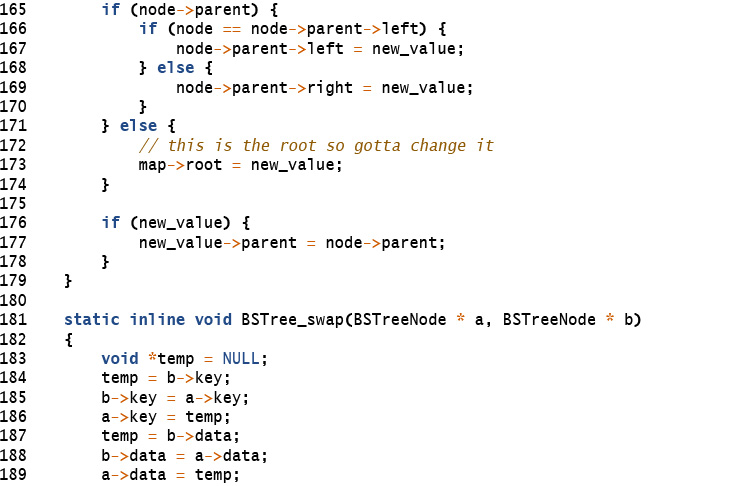 165        if (node->parent) {
166            if (node == node->parent->left) {
167                node->parent->left = new_value;
168            } else {
169                node->parent->right = new_value;
170            }
171        } else {
172            // this is the root so gotta change it
173            map->root = new_value;
174        }
175
176        if (new_value) {
177            new_value->parent = node->parent;
178        }
179    }
180
181    static inline void BSTree_swap(BSTreeNode * a, BSTreeNode * b)
182    {
183        void *temp = NULL;
184        temp = b->key;
185        b->key = a->key;
186        a->key = temp;
187        temp = b->data;
188        b->data = a->data;
189        a->data = temp;